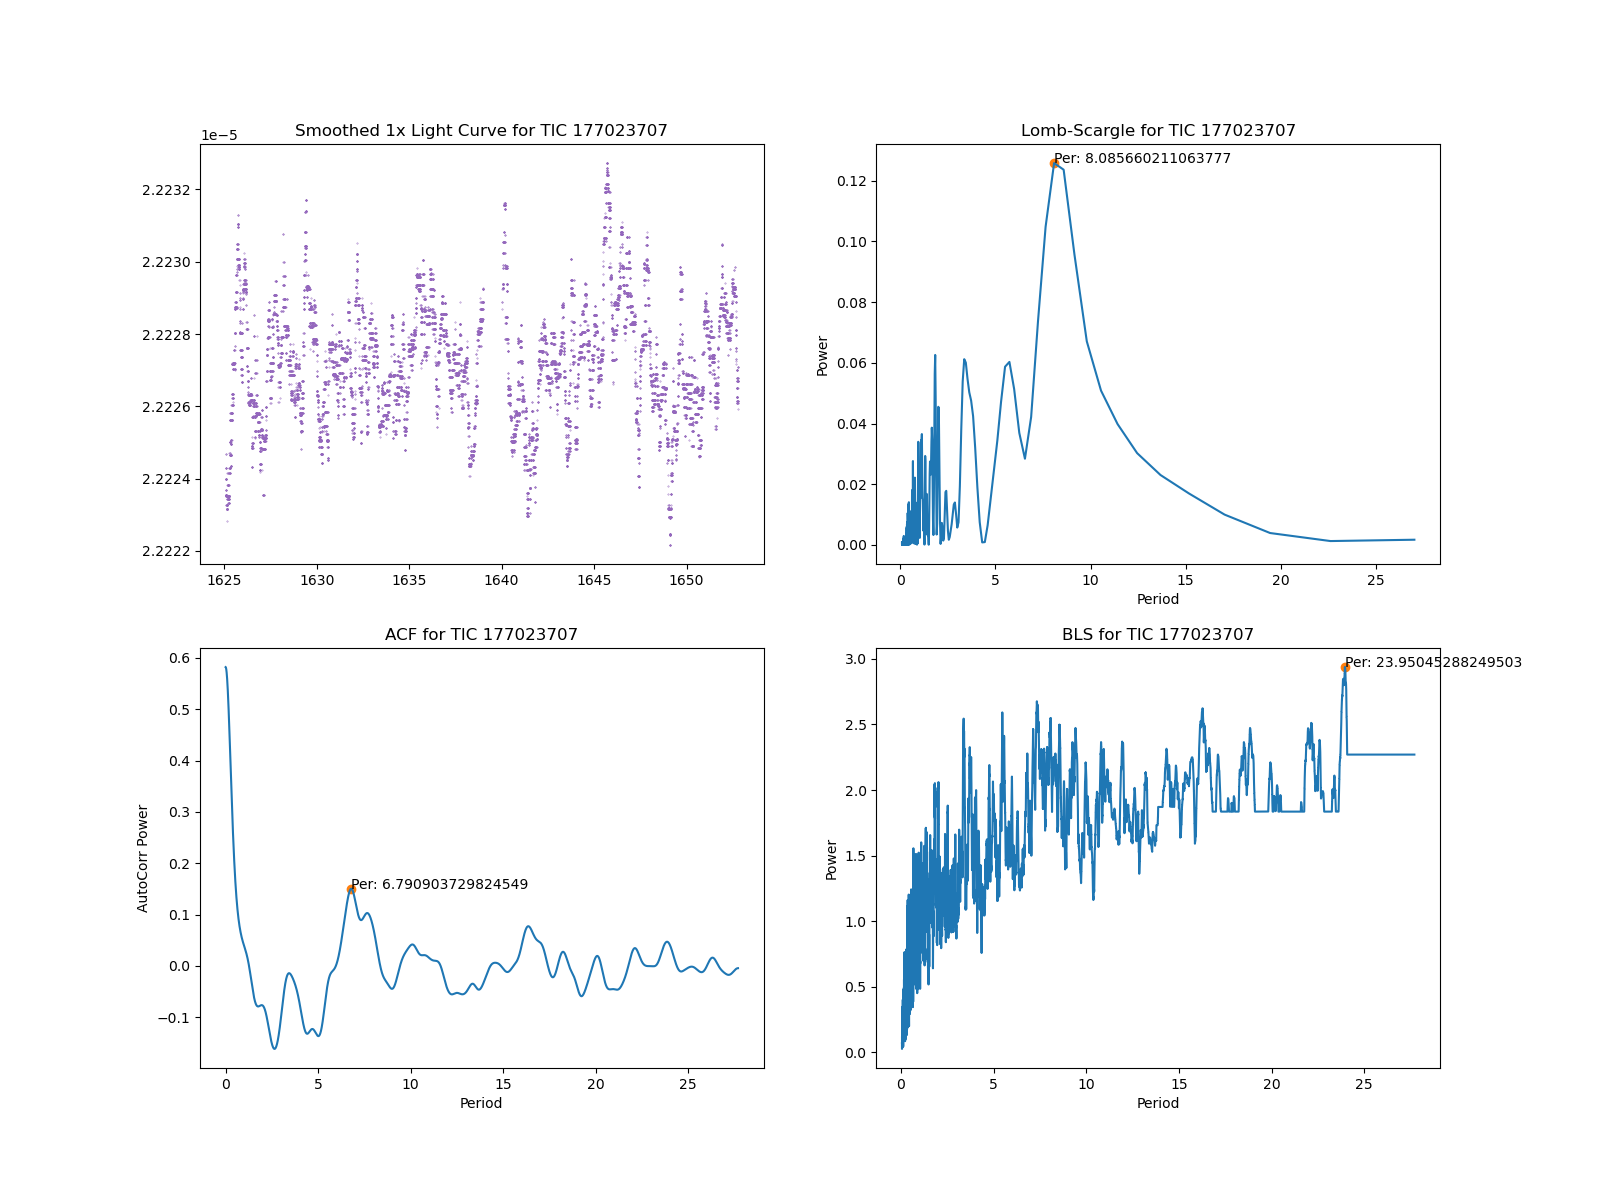 Smoothed 1x Light Curve for TIC 177023707
1e−5
2.2232
2.2230
2.2228
2.2226
2.2224
2.2222
1625 1630 1635 1640 1645 1650
Lomb-Scargle for TIC 177023707
Per: 8.085660211063777
0.12
0.10
0.08
0.06
0.04
0.02
0.00
Power
0 5 10 15 20 25
Period
ACF for TIC 177023707
0.6
0.5
0.4
0.3
0.2
0.1
0.0
−0.1
AutoCorr Power
Per: 6.790903729824549
0 5 10 15 20 25
Period
BLS for TIC 177023707
Per: 23.95045288249503
3.0
2.5
2.0
1.5
1.0
0.5
0.0
Power
0 5 10 15 20 25
Period